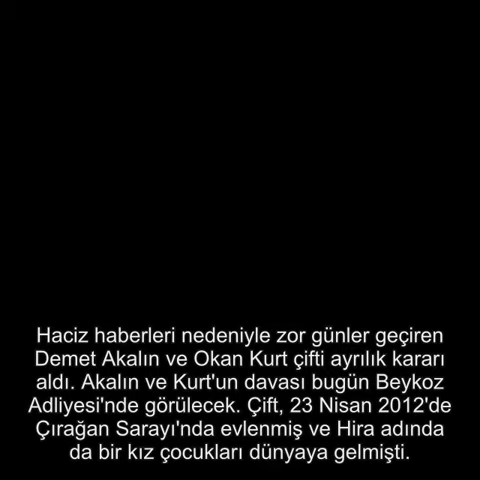 Haciz haberleri nedeniyle zor günler geçiren
Demet Akalın ve Okan Kurt çifti ayrılık kararı
aldı. Akalın ve Kurt'un davası bugün Beykoz
Adliyesi'nde görülecek. Çift, 23 Nisan 2012'de
Çırağan Sarayı'nda evlenmiş ve Hira adında
da bir kız çocukları dünyaya gelmişti.